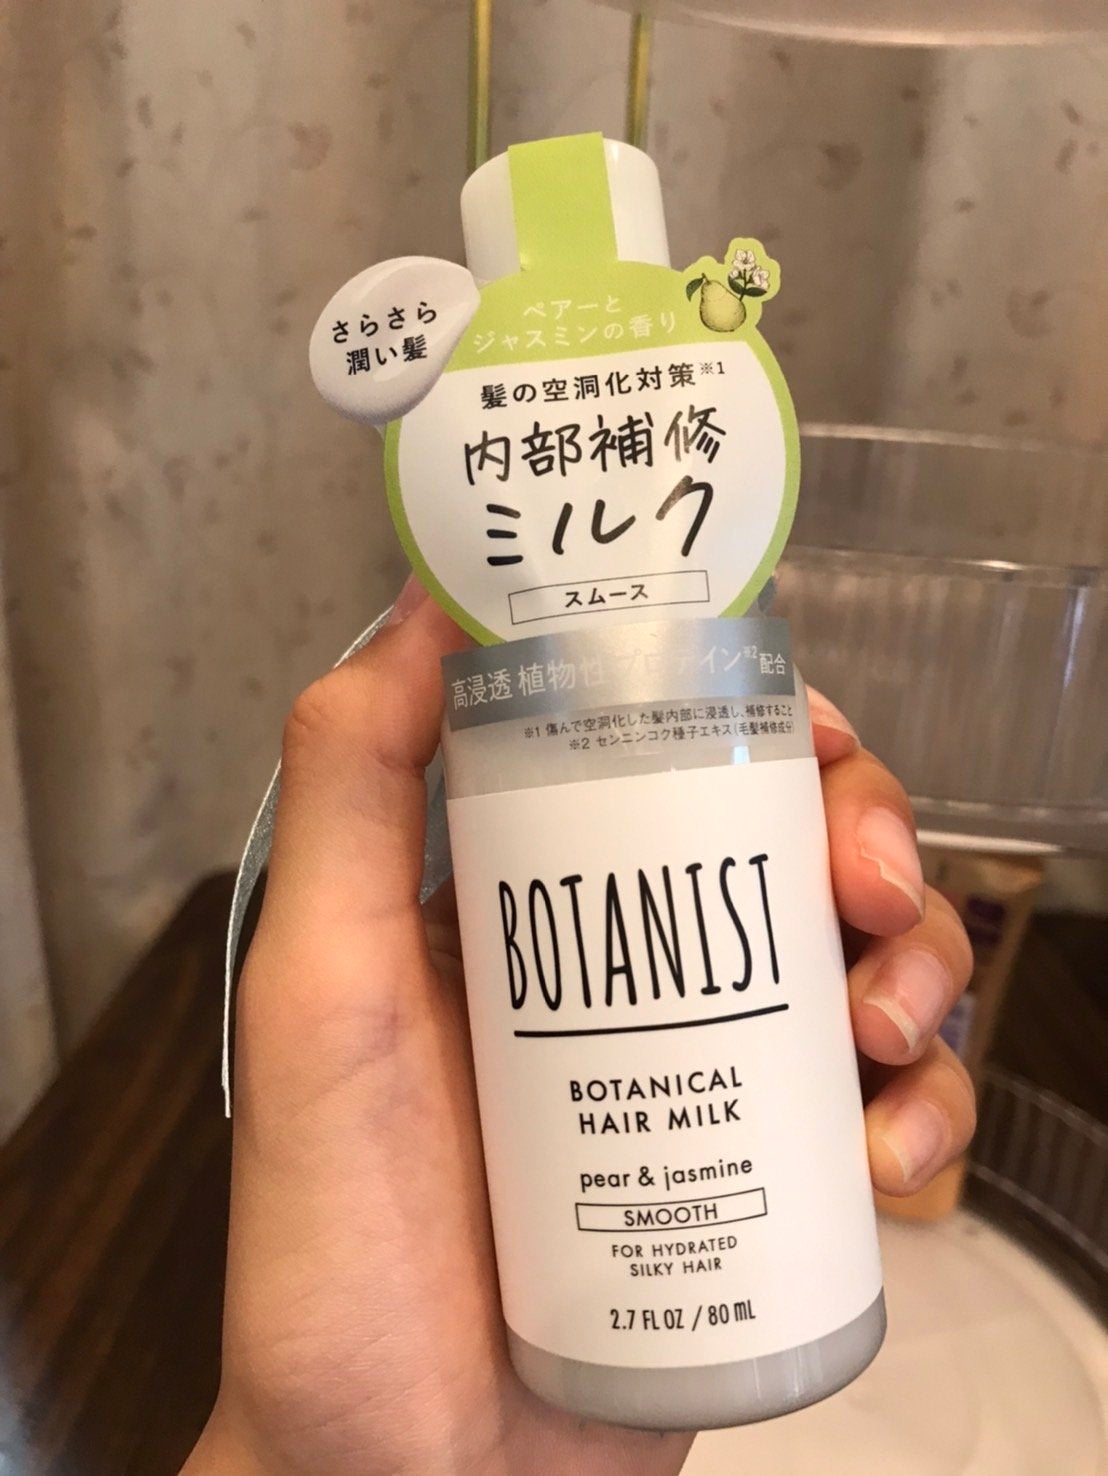 さらさら
潤い髪
ペアーと
ジャスミンの香り
髪の空洞化対策※1
内部補修
ミルク
スムース
高浸透 植物性プロテイン※2配合
※1 傷んで空洞化した髪内部に浸透し、補修すること
※2 センニンコク種子エキス(毛髪補修成分)
BOTANIST
BOTANICAL
HAIR MILK
pear & jasmine
SMOOTH
FOR HYDRATED
SILKY HAIR
2.7 FL OZ / 80 mL